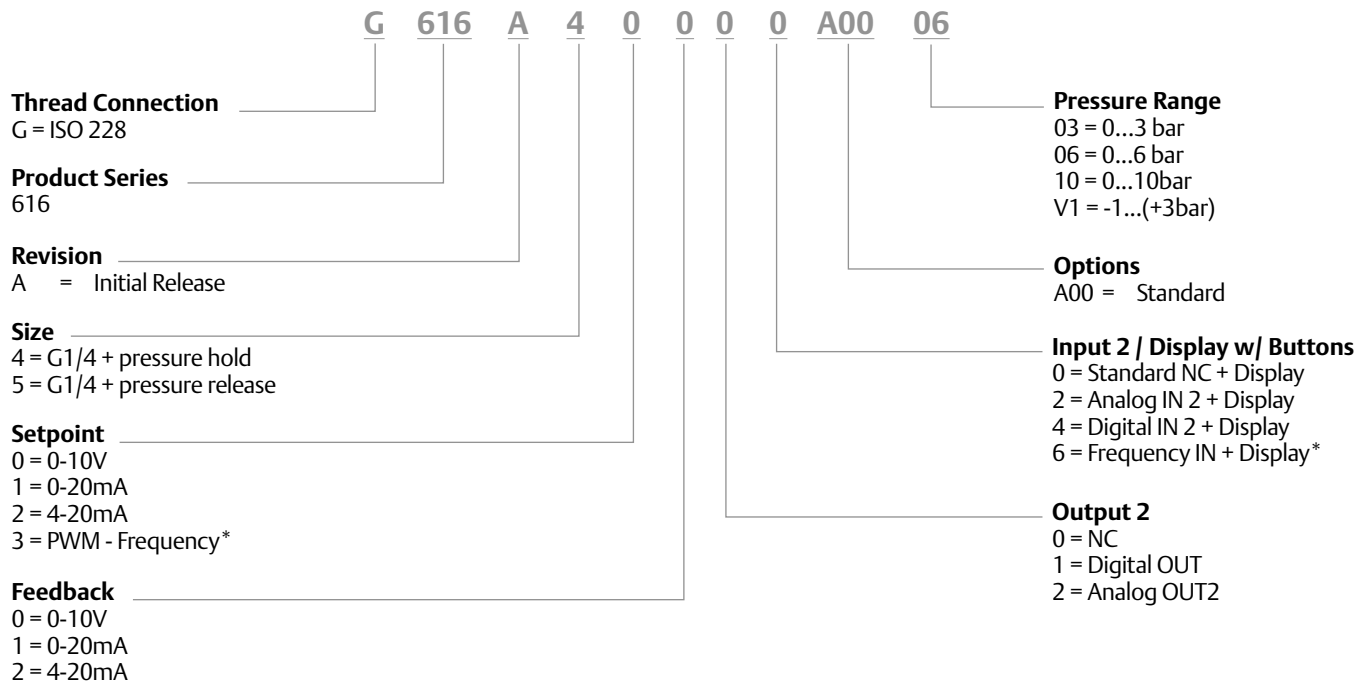 G 616 A 4 0 0 0 0 A00 06
Thread Connection
G = ISO 228
Product Series
616
Revision
A = Initial Release
Size
4 = G1/4 + pressure hold
5 = G1/4 + pressure release
Setpoint
0 = 0-10V
1 = 0-20mA
2 = 4-20mA
3 = PWM - Frequency*
Feedback
0 = 0-10V
1 = 0-20mA
2 = 4-20mA
Pressure Range
03 = 0...3 bar
06 = 0...6 bar
10 = 0...10bar
V1 = -1...(+3bar)
Options
A00 = Standard
Input 2 / Display w/ Buttons
0 = Standard NC + Display
2 = Analog IN 2 + Display
4 = Digital IN 2 + Display
6 = Frequency IN + Display*
Output 2
0 = NC
1 = Digital OUT
2 = Analog OUT2